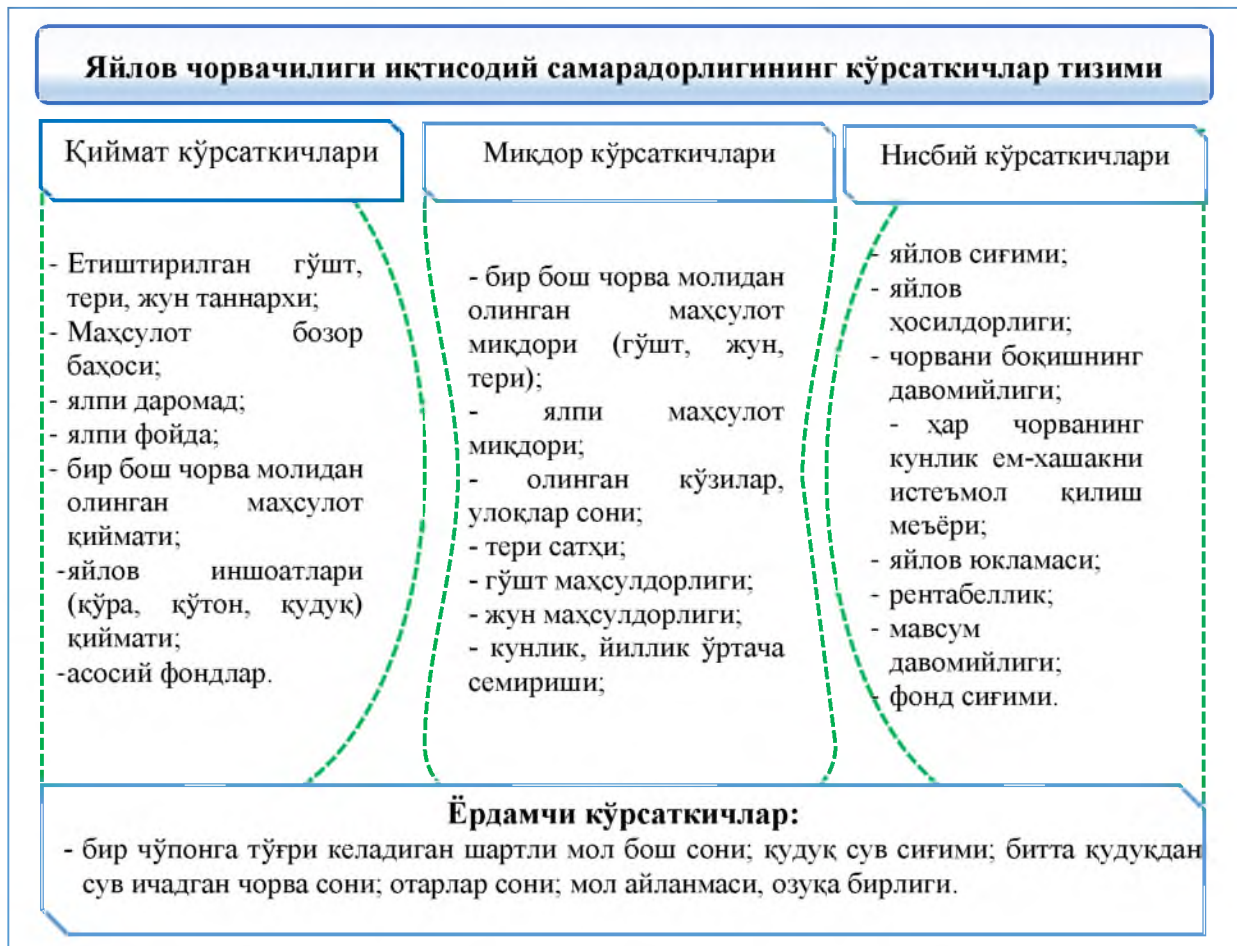 Яйлов чорвачилиги иқтисодий самарадорлигининг кўрсаткичлар тизими
Қиймат кўрсаткичлари
- Етиштирилган гўшт,
тери, жун таннархи;
- Маҳсулот бозор
баҳоси;
- ялпи даромад;
- ялпи фойда;
- бир бош чорва молидан
олинган маҳсулот
қиймати;
-яйлов иншоатлари
(қўра, қўтон, қудуқ)
қиймати;
-асосий фондлар.
Миқдор кўрсаткичлари
- бир бош чорва молидан
олинган маҳсулот
миқдори (гўшт, жун,
тери);
- ялпи маҳсулот
миқдори;
- олинган кўзилар,
улоқлар сони;
- тери сатҳи;
- гўшт маҳсулдорлиги;
- жун маҳсулдорлиги;
- кунлик, йиллик ўртача
семириши;
Нисбий кўрсаткичлари
- яйлов сиғими;
- яйлов
ҳосилдорлиги;
- чорвани боқишнинг
давомийлиги;
- ҳар чорванинг
кунлик ем-хашакни
истеъмол қилиш
меъёри;
- яйлов юкламаси;
- рентабеллик;
- мавсум
давомийлиги;
- фонд сиғими.
Ёрдамчи кўрсаткичлар:
- бир чўпонга тўғри келадиган шартли мол бош сони; қудуқ сув сиғими; битта қудуқдан
сув ичадган чорва сони; отарлар сони; мол айланмаси, озуқа бирлиги.